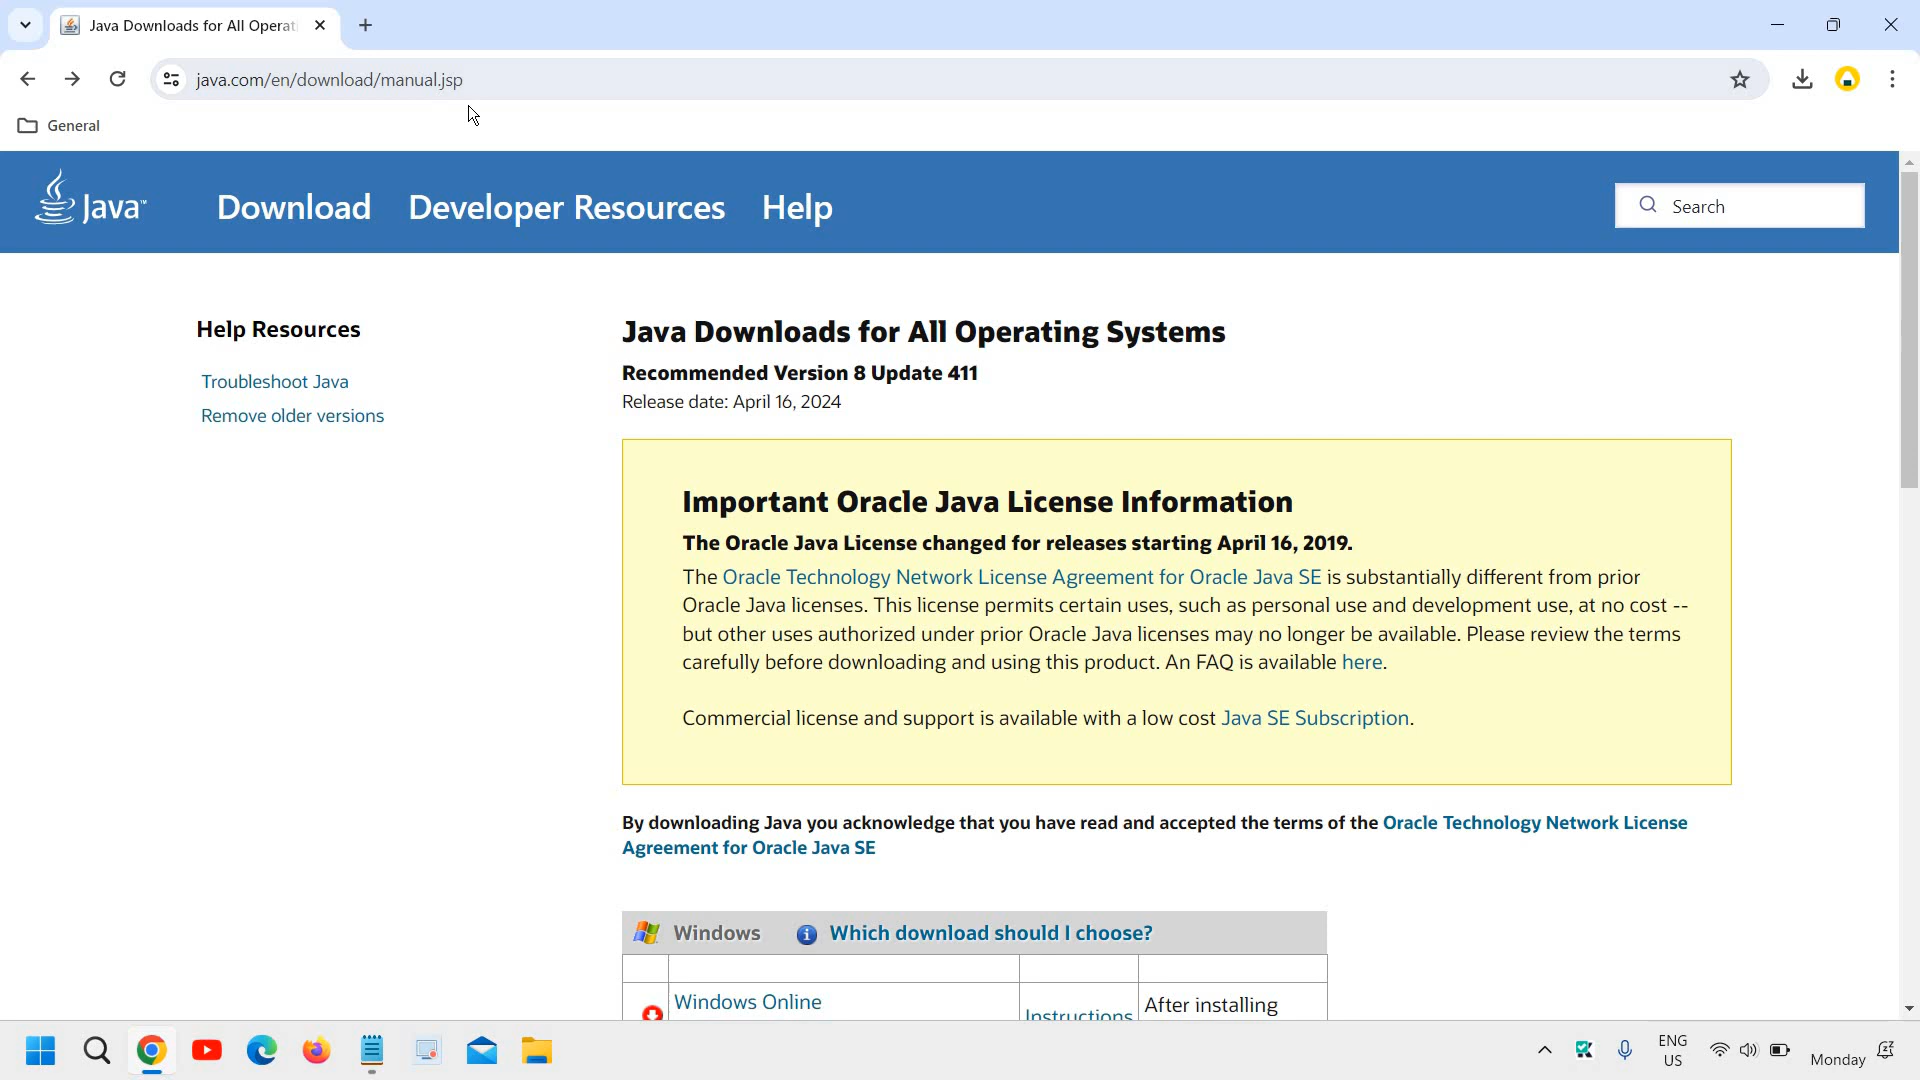 Java Downloads for All Operat
java.com/en/download/manual.jsp
General
Java™
Download
Developer Resources
Help
Search
Help Resources
Troubleshoot Java
Remove older versions
Java Downloads for All Operating Systems
Recommended Version 8 Update 411
Release date: April 16, 2024
Important Oracle Java License Information
The Oracle Java License changed for releases starting April 16, 2019.
The Oracle Technology Network License Agreement for Oracle Java SE is substantially different from prior
Oracle Java licenses. This license permits certain uses, such as personal use and development use, at no cost --
but other uses authorized under prior Oracle Java licenses may no longer be available. Please review the terms
carefully before downloading and using this product. An FAQ is available here.
Commercial license and support is available with a low cost Java SE Subscription.
By downloading Java you acknowledge that you have read and accepted the terms of the Oracle Technology Network License
Agreement for Oracle Java SE
Windows
Which download should I choose?
Windows Online
Instructions
After installing
ENG
US
Monday